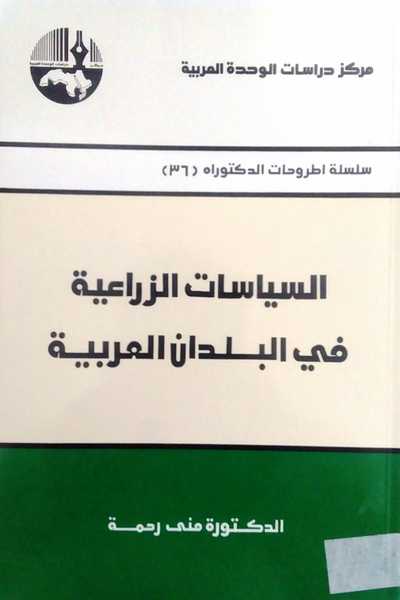 مركز دراسات الوحدة العربية
سلسلة اطروحات الدكتوراه (٣٦)
السياسات الزراعية
في البلدان العربية
الدكتورة منى رحمة